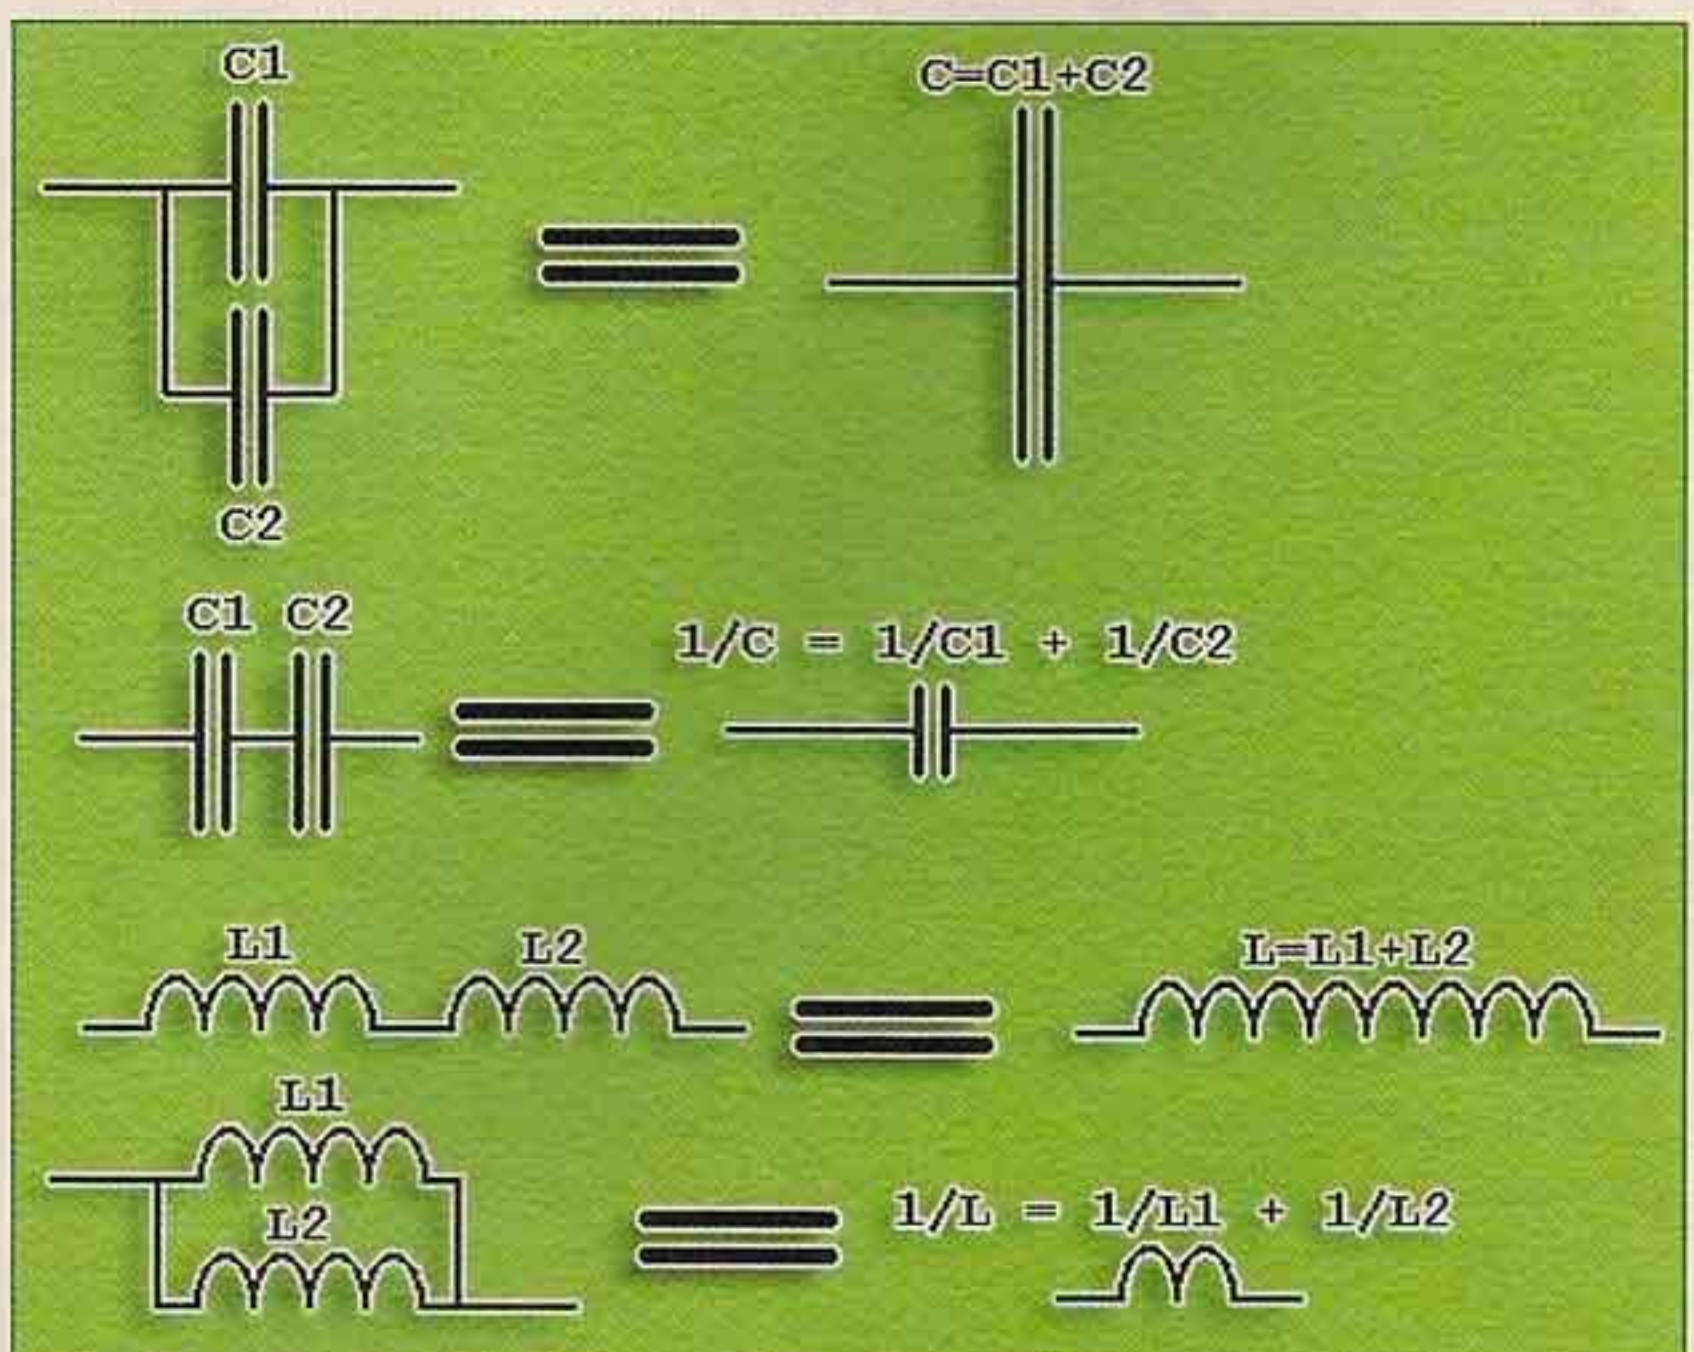 C1
C=C1+C2
C2
C1 C2
1/C = 1/C1 + 1/C2
L1 L2
L=L1+L2
L1
L2
1/L = 1/L1 + 1/L2